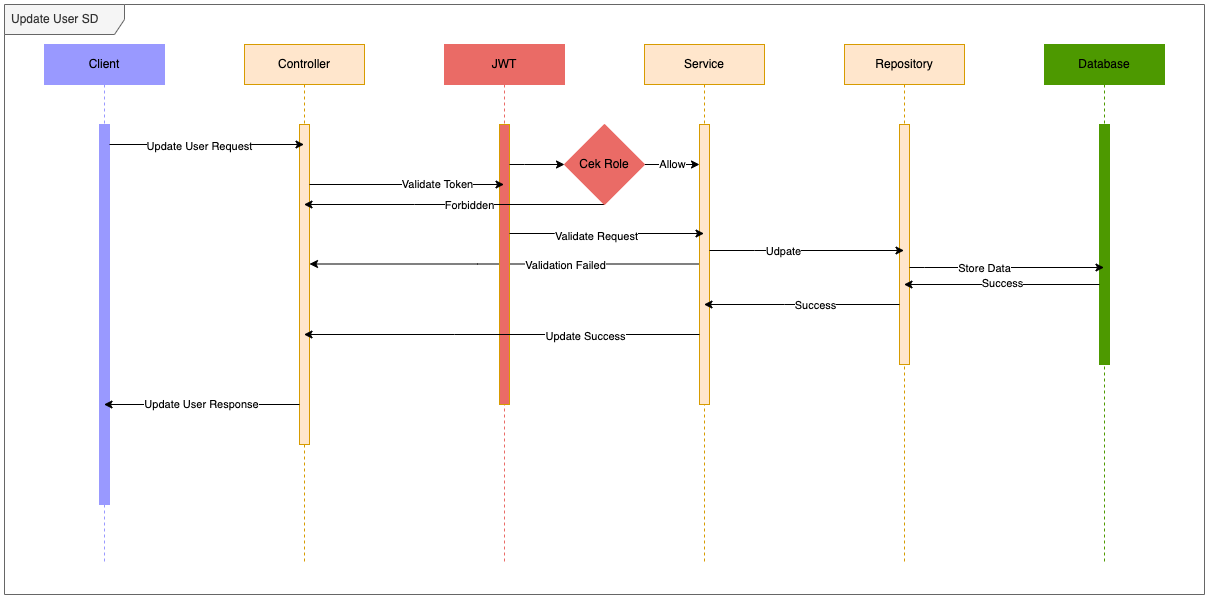 Update User SD
Client
Controller
JWT
Service
Repository
Database
Update User Request
Cek Role
Allow
Validate Token
Forbidden
Validate Request
Udpate
Validation Failed
Store Data
Success
Success
Update Success
Update User Response